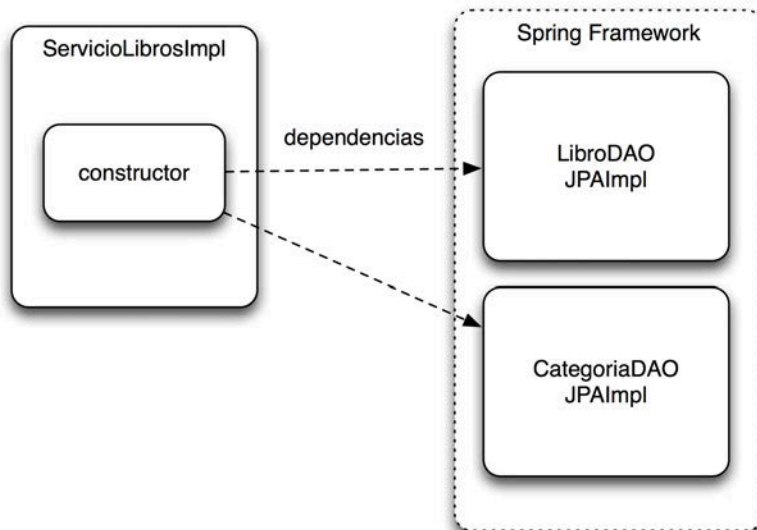 ServicioLibrosImpl
constructor
dependencias
Spring Framework
LibroDAO
JPAImpl
CategoriaDAO
JPAImpl